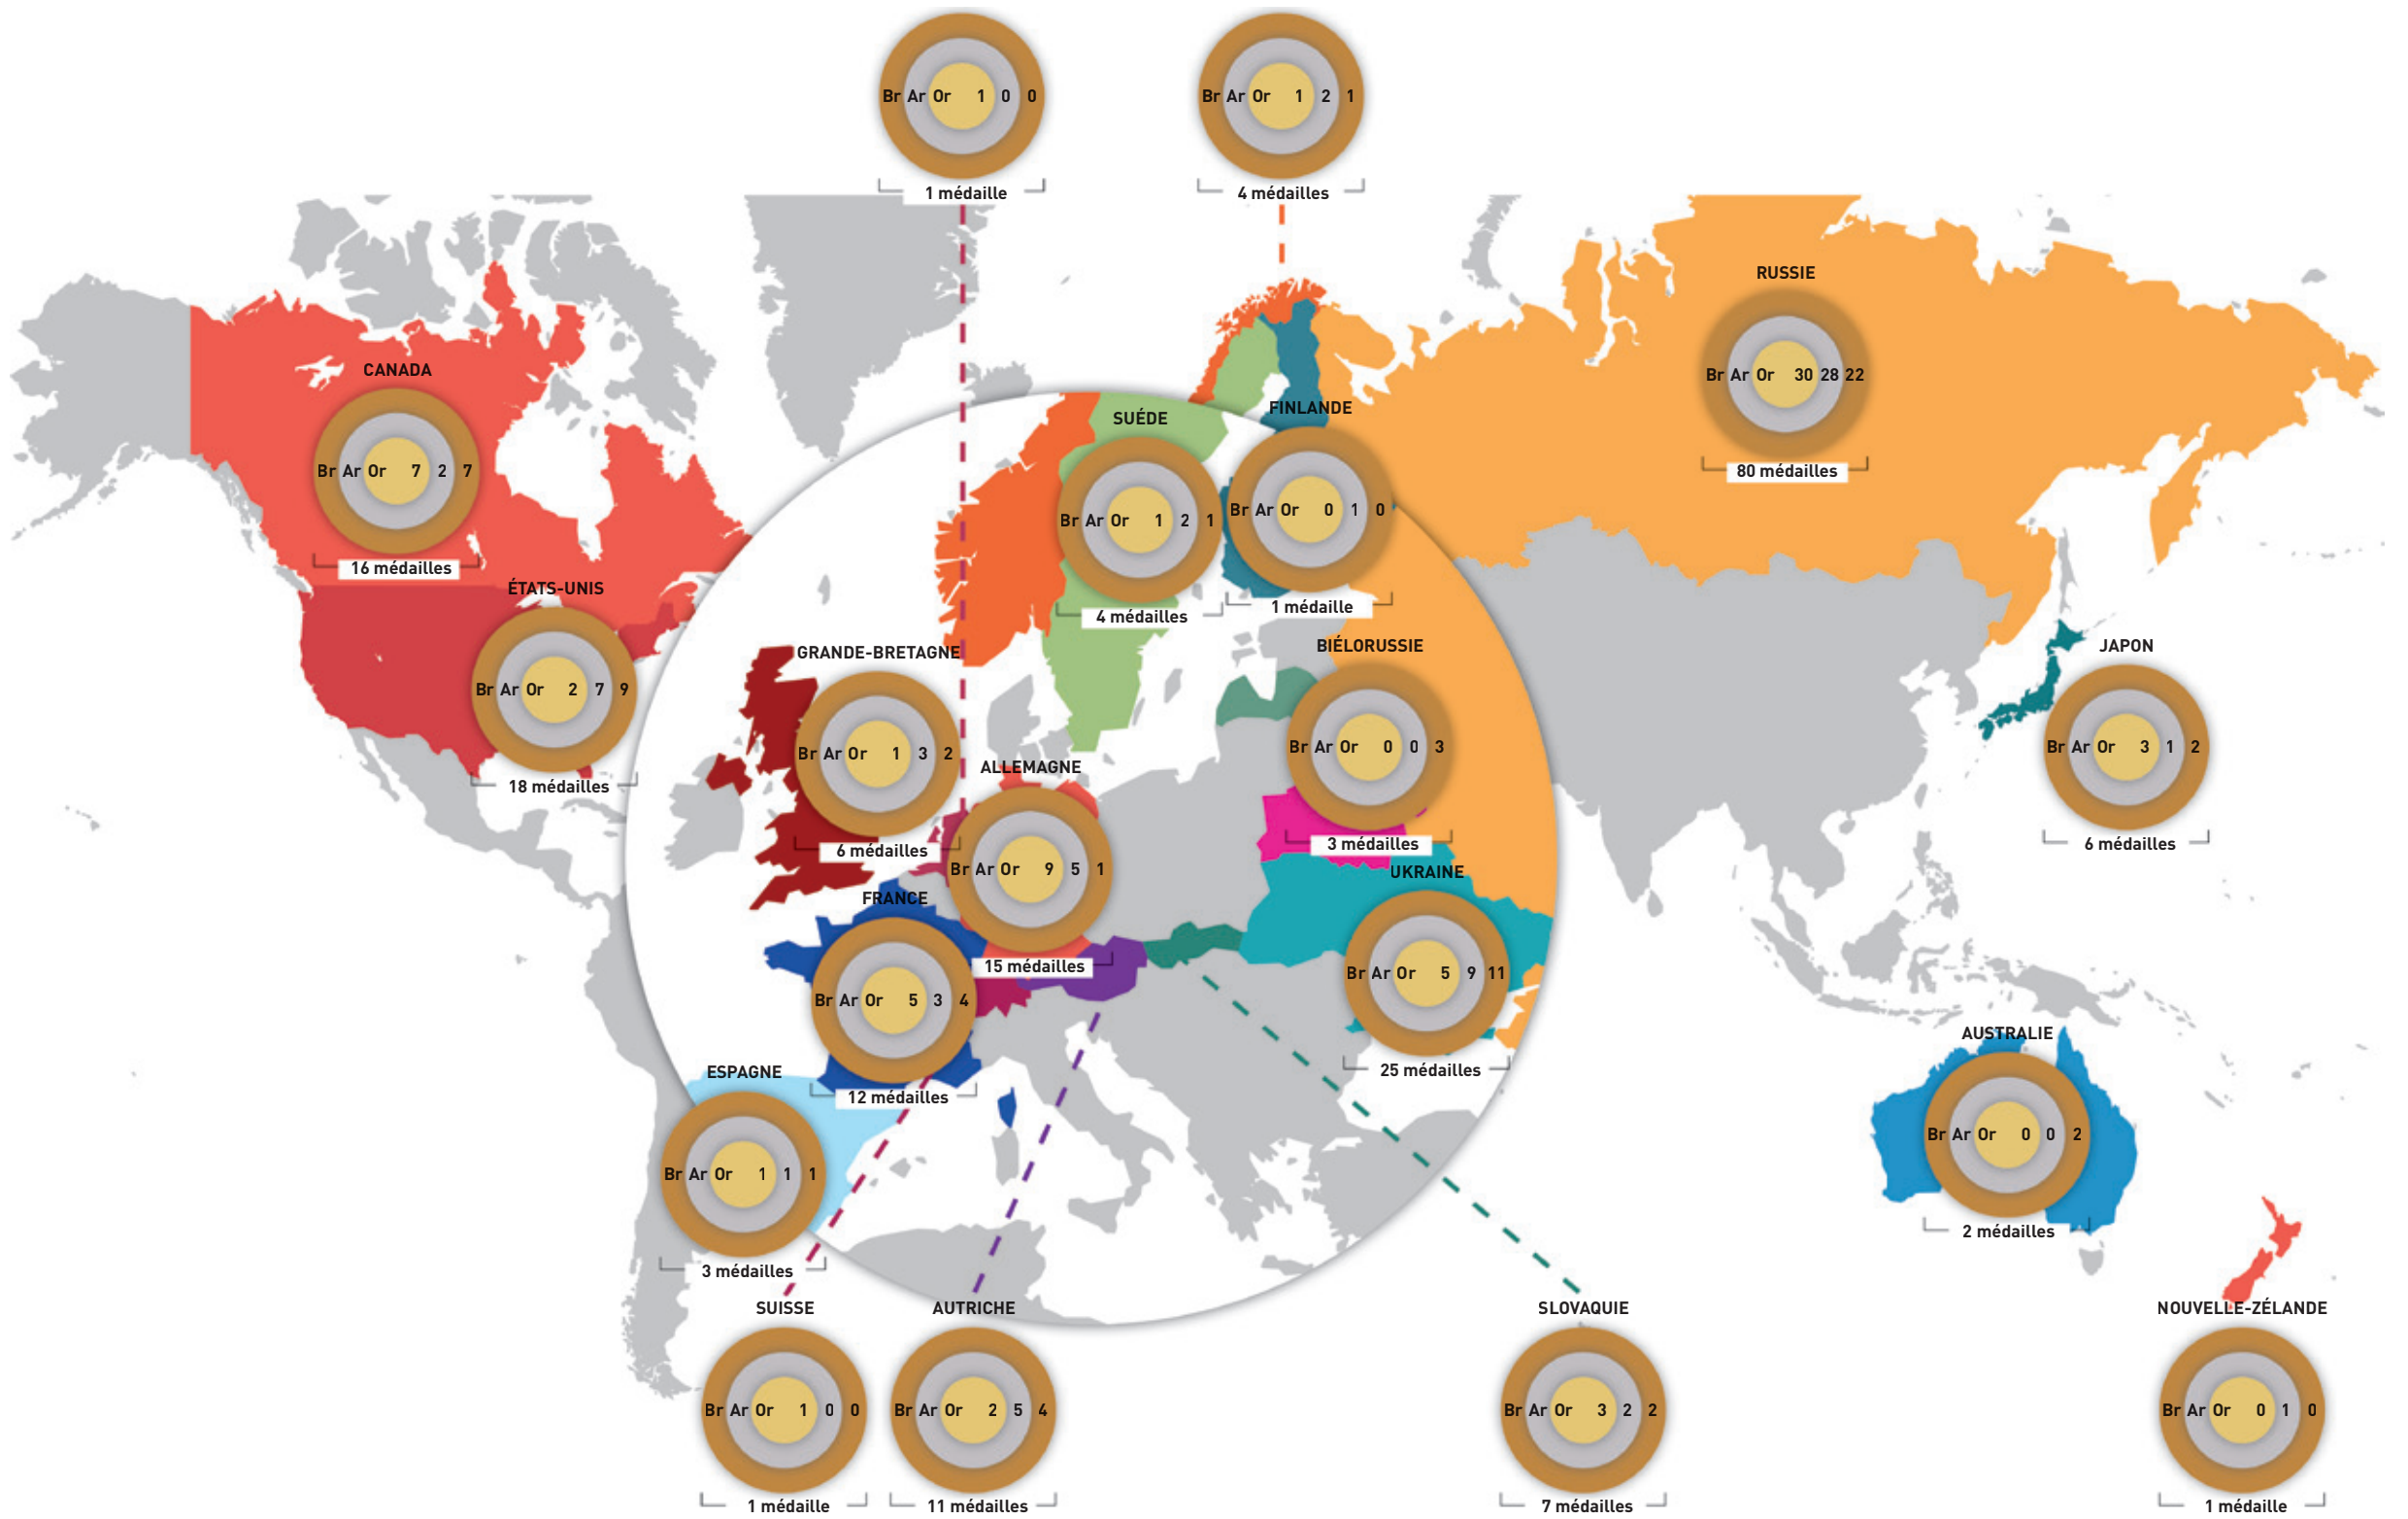 Br Ar Or 1 0 0
1 médaille
Br Ar Or 1 2 1
4 médailles
RUSSIE
Br Ar Or 30 28 22
80 médailles
CANADA
Br Ar Or 7 2 7
16 médailles
SUÉDE
Br Ar Or 1 2 1
4 médailles
FINLANDE
Br Ar Or 0 1 0
1 médaille
ÉTATS-UNIS
Br Ar Or 2 7 9
18 médailles
GRANDE-BRETAGNE
Br Ar Or 1 3 2
6 médailles
BIÉLORUSSIE
Br Ar Or 0 0 3
3 médailles
JAPON
Br Ar Or 3 1 2
6 médailles
ALLEMAGNE
Br Ar Or 9 5 1
15 médailles
UKRAINE
Br Ar Or 5 9 11
25 médailles
FRANCE
Br Ar Or 5 3 4
12 médailles
AUSTRALIE
Br Ar Or 0 0 2
2 médailles
ESPAGNE
Br Ar Or 1 1 1
3 médailles
SUISSE
Br Ar Or 1 0 0
1 médaille
AUTRICHE
Br Ar Or 2 5 4
11 médailles
SLOVAQUIE
Br Ar Or 3 2 2
7 médailles
NOUVELLE-ZÉLANDE
Br Ar Or 0 1 0
1 médaille